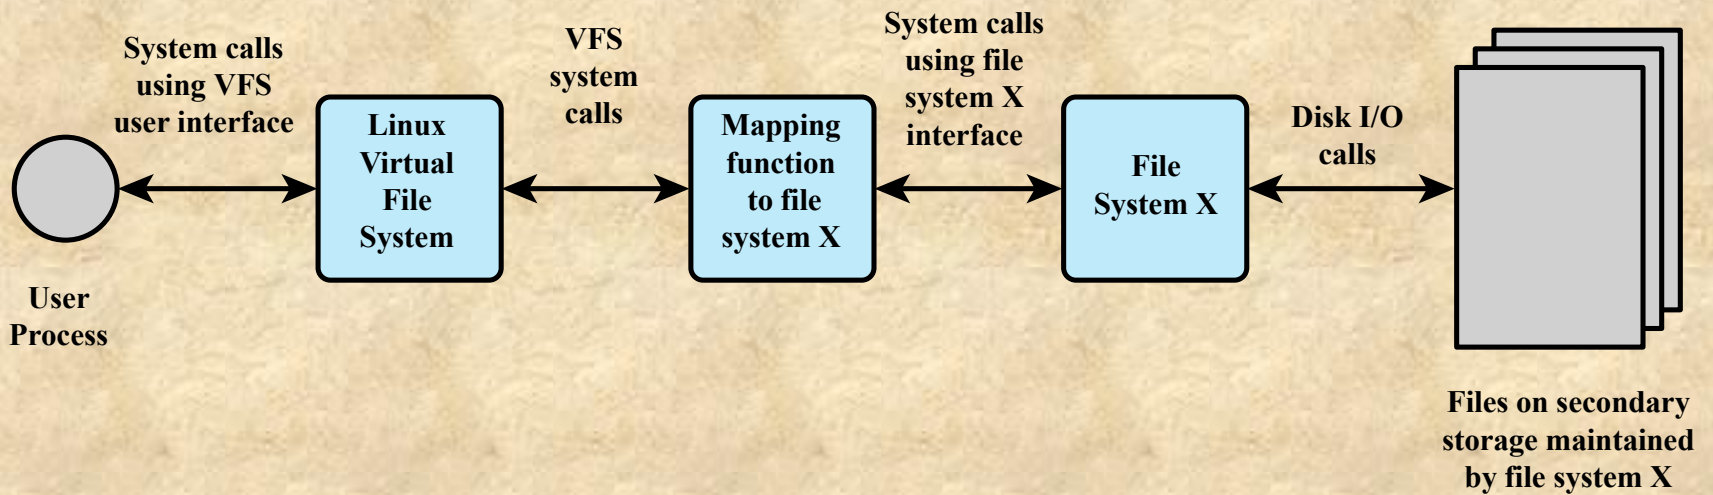 System calls
using VFS
user interface
VFS
system
calls
System calls
using file
system X
interface
Disk I/O
calls
User
Process
Linux
Virtual
File
System
Mapping
function
to file
system X
File
System X
Files on secondary
storage maintained
by file system X